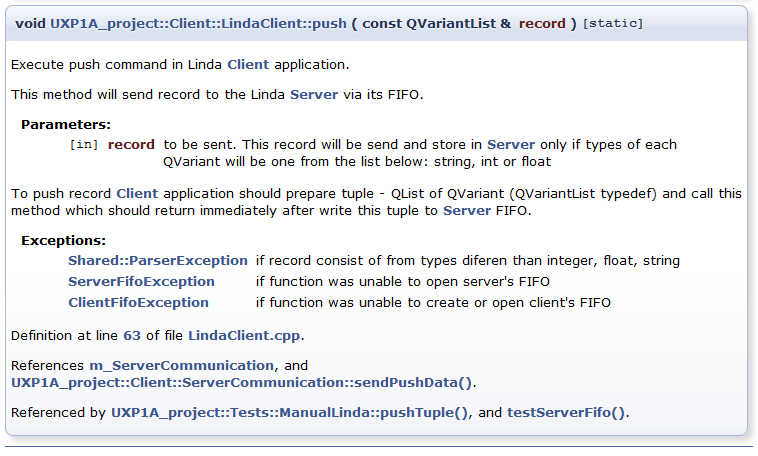 void UXP1A_project::Client::LindaClient::push ( const QVariantList & record ) [static]
Execute push command in Linda Client application.
This method will send record to the Linda Server via its FIFO.
Parameters:
[in] record to be sent. This record will be send and store in Server only if types of each
QVariant will be one from the list below: string, int or float
To push record Client application should prepare tuple - QList of QVariant (QVariantList typedef) and call this
method which should return immediately after write this tuple to Server FIFO.
Exceptions:
Shared::ParserException if record consist of from types diferen than integer, float, string
ServerFifoException if function was unable to open server's FIFO
ClientFifoException if function was unable to create or open client's FIFO
Definition at line 63 of file LindaClient.cpp.
References m_ServerCommunication, and
UXP1A_project::Client::ServerCommunication::sendPushData().
Referenced by UXP1A_project::Tests::ManualLinda::pushTuple(), and testServerFifo().